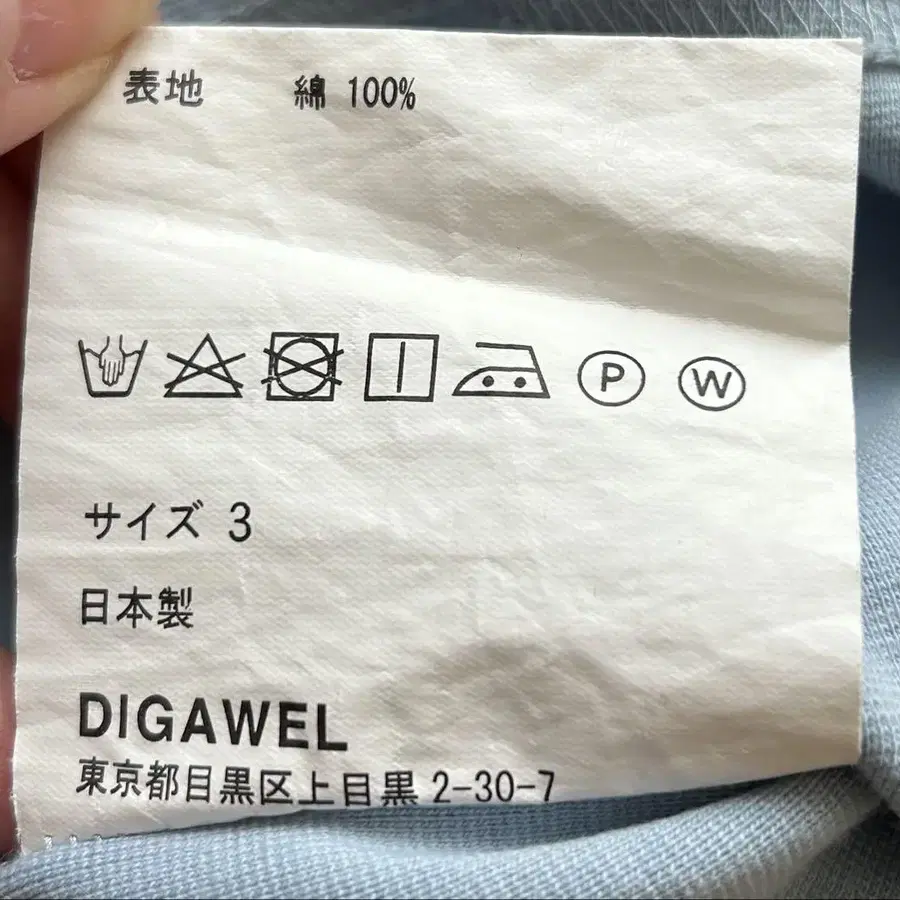 表地 綿 100%
P W
サイズ 3
日本製
DIGAWEL
東京都目黒区上目黒2-30-7